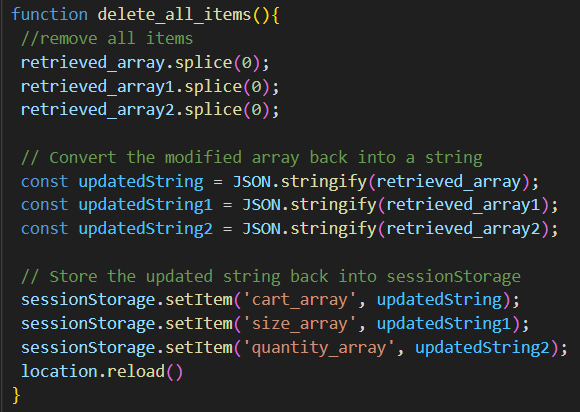 function delete_all_items(){
//remove all items
retrieved_array.splice(0);
retrieved_array1.splice(0);
retrieved_array2.splice(0);
// Convert the modified array back into a string
const updatedString = JSON.stringify(retrieved_array);
const updatedString1 = JSON.stringify(retrieved_array1);
const updatedString2 = JSON.stringify(retrieved_array2);
// Store the updated string back into sessionStorage
sessionStorage.setItem('cart_array', updatedString);
sessionStorage.setItem('size_array', updatedString1);
sessionStorage.setItem('quantity_array', updatedString2);
location.reload()
}